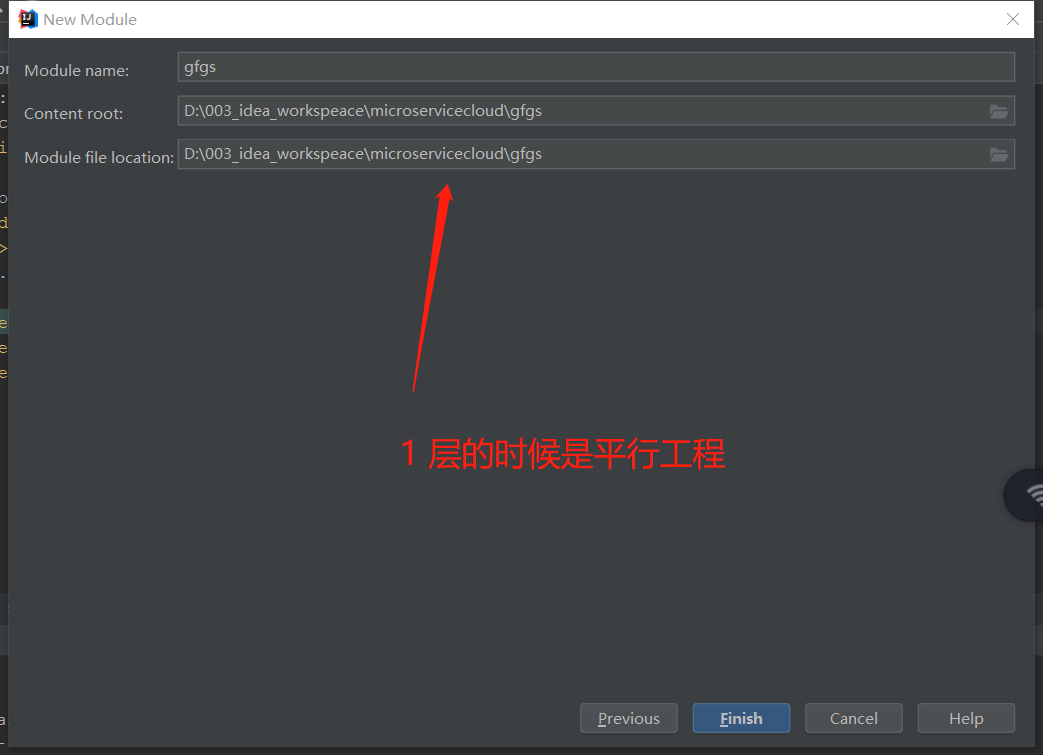 New Module
Module name: gfgs
Content root: D:\003_idea_workspeace\microservicecloud\gfgs
Module file location: D:\003_idea_workspeace\microservicecloud\gfgs
1 层的时候是平行工程
Previous Finish Cancel Help